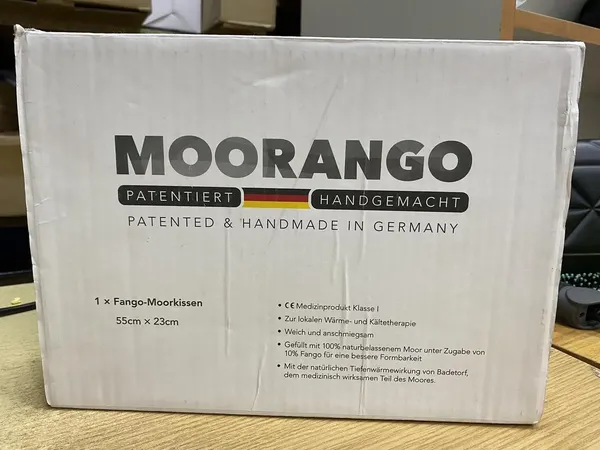 MOORANGO
PATENTIERT HANDGEMACHT
PATENTED & HANDMADE IN GERMANY
1 × Fango-Moorkissen
55cm × 23cm
• CE Medizinprodukt Klasse I
• Zur lokalen Wärme- und Kältetherapie
• Weich und anschmiegsam
• Gefüllt mit 100% naturbelassenem Moor unter Zugabe von
10% Fango für eine bessere Formbarkeit
• Mit der natürlichen Tiefenwärmewirkung von Badetorf,
dem medizinisch wirksamen Teil des Moores.